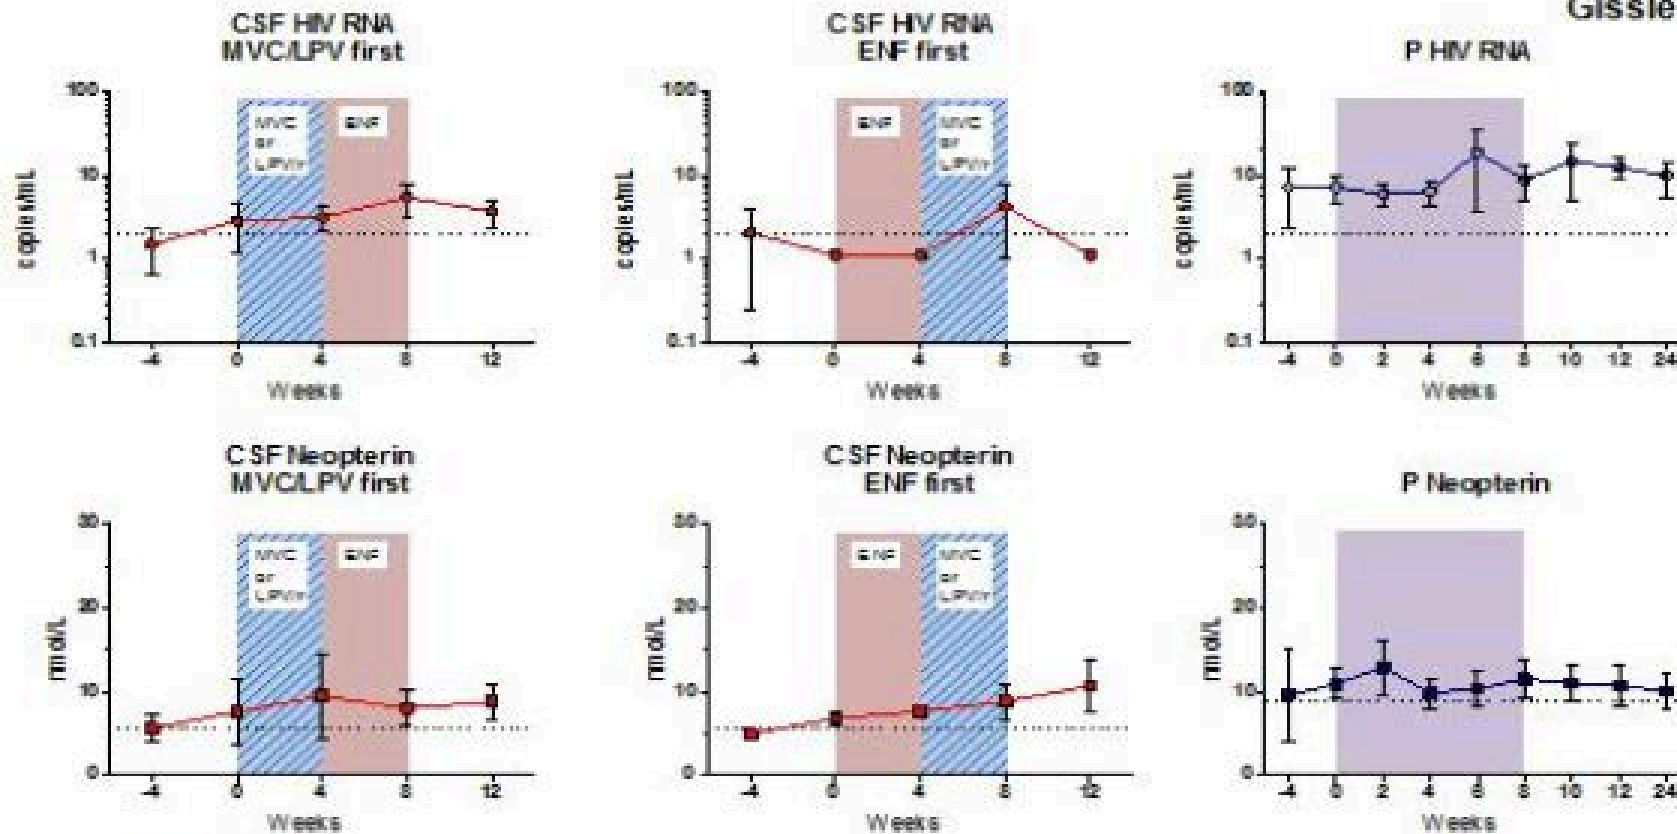 Gissle
CSF HIV RNA
MVC/LPV first
100
10
1
0.1
copies/mL
MVC
or
LPV/r
ENF
-4 0 4 8 12
Weeks
CSF HIV RNA
ENF first
100
10
1
0.1
copies/mL
ENF
MVC
or
LPV/r
-4 0 4 8 12
Weeks
P HIV RNA
100
10
1
0.1
copies/mL
-4 0 2 4 6 8 10 12 24
Weeks
CSF Neopterin
MVC/LPV first
30
20
10
0
nmol/L
MVC
or
LPV/r
ENF
-4 0 4 8 12
Weeks
CSF Neopterin
ENF first
30
20
10
0
nmol/L
ENF
MVC
or
LPV/r
-4 0 4 8 12
Weeks
P Neopterin
30
20
10
0
nmol/L
-4 0 2 4 6 8 10 12 24
Weeks